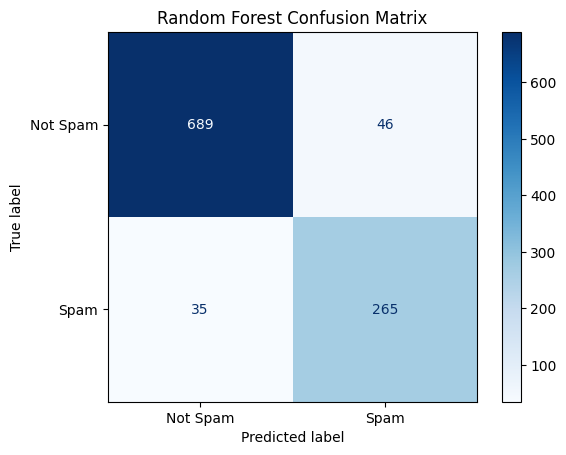 Random Forest Confusion Matrix
True label
Not Spam
689
46
Spam
35
265
Not Spam
Spam
Predicted label
600
500
400
300
200
100